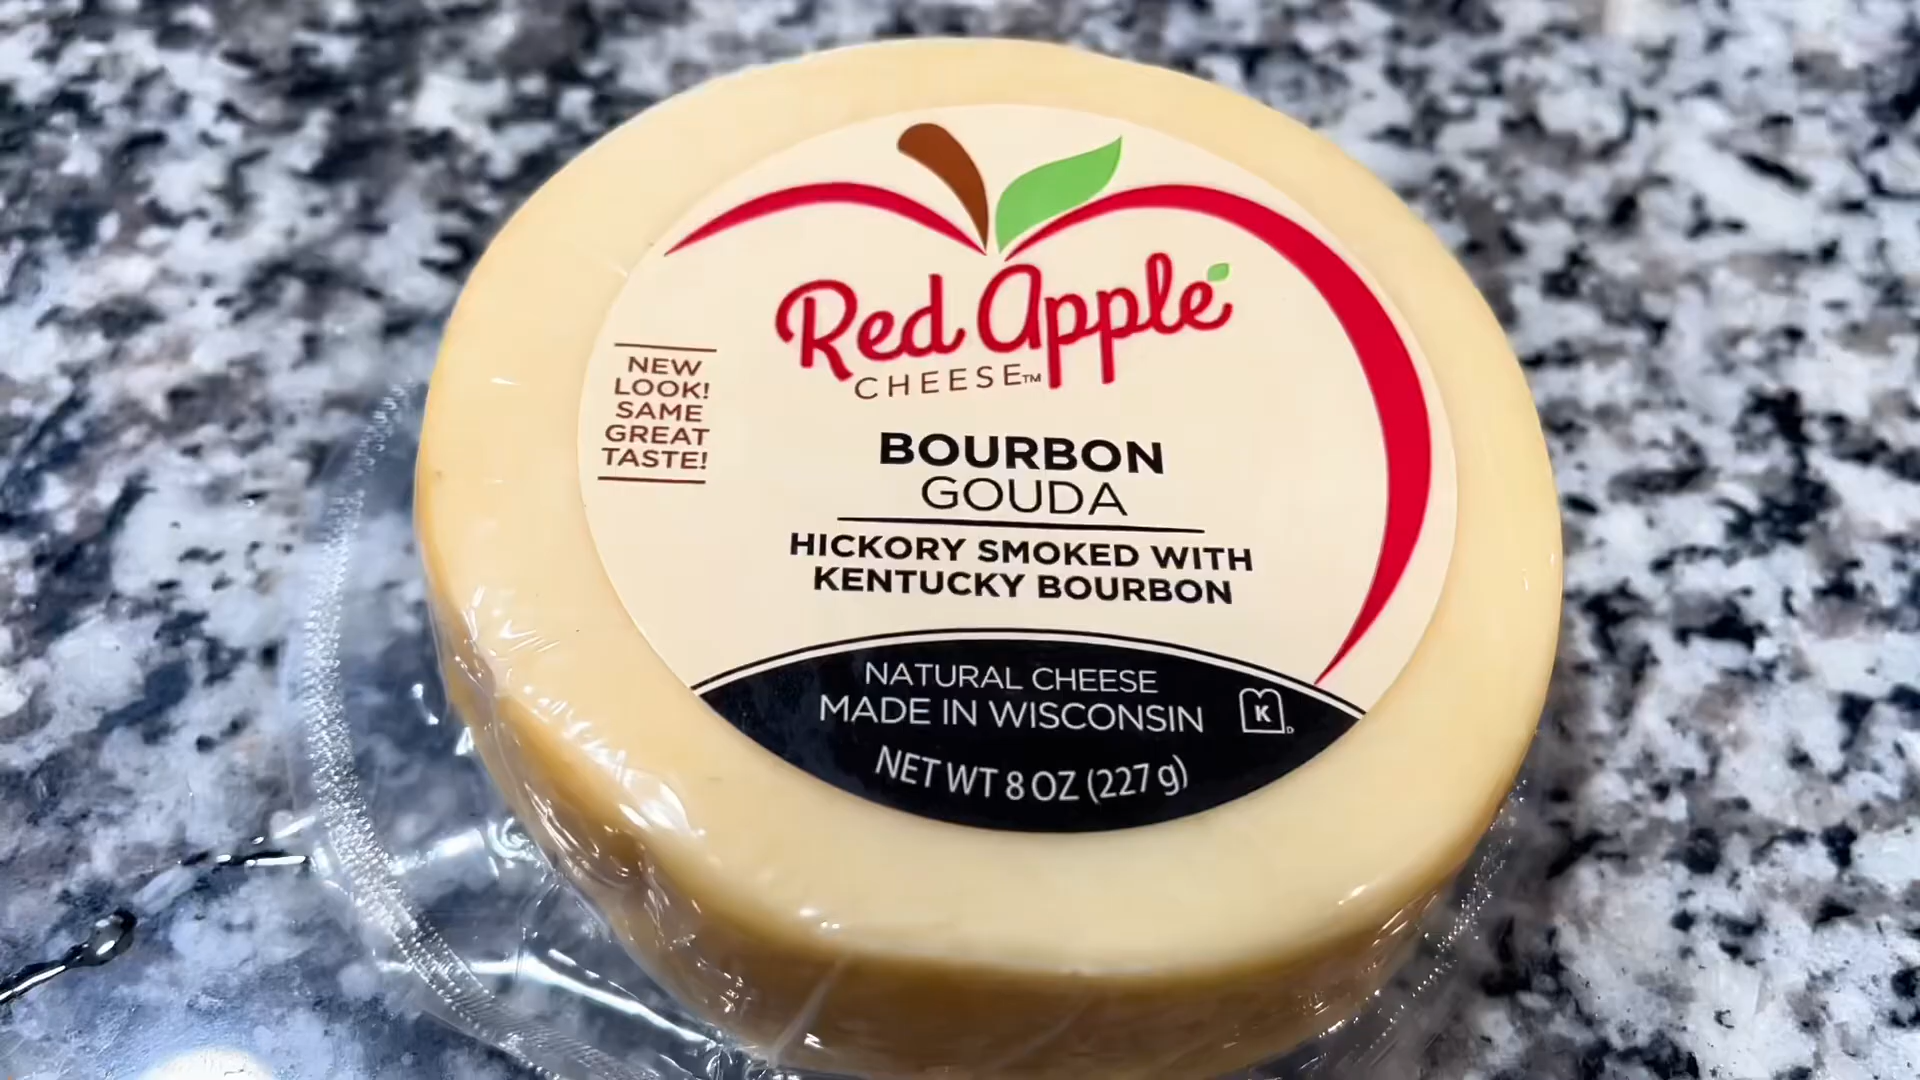 Red Apple
CHEESE™
NEW
LOOK!
SAME
GREAT
TASTE!
BOURBON
GOUDA
HICKORY SMOKED WITH
KENTUCKY BOURBON
NATURAL CHEESE
MADE IN WISCONSIN
K
D
NET WT 8 OZ (227 g)